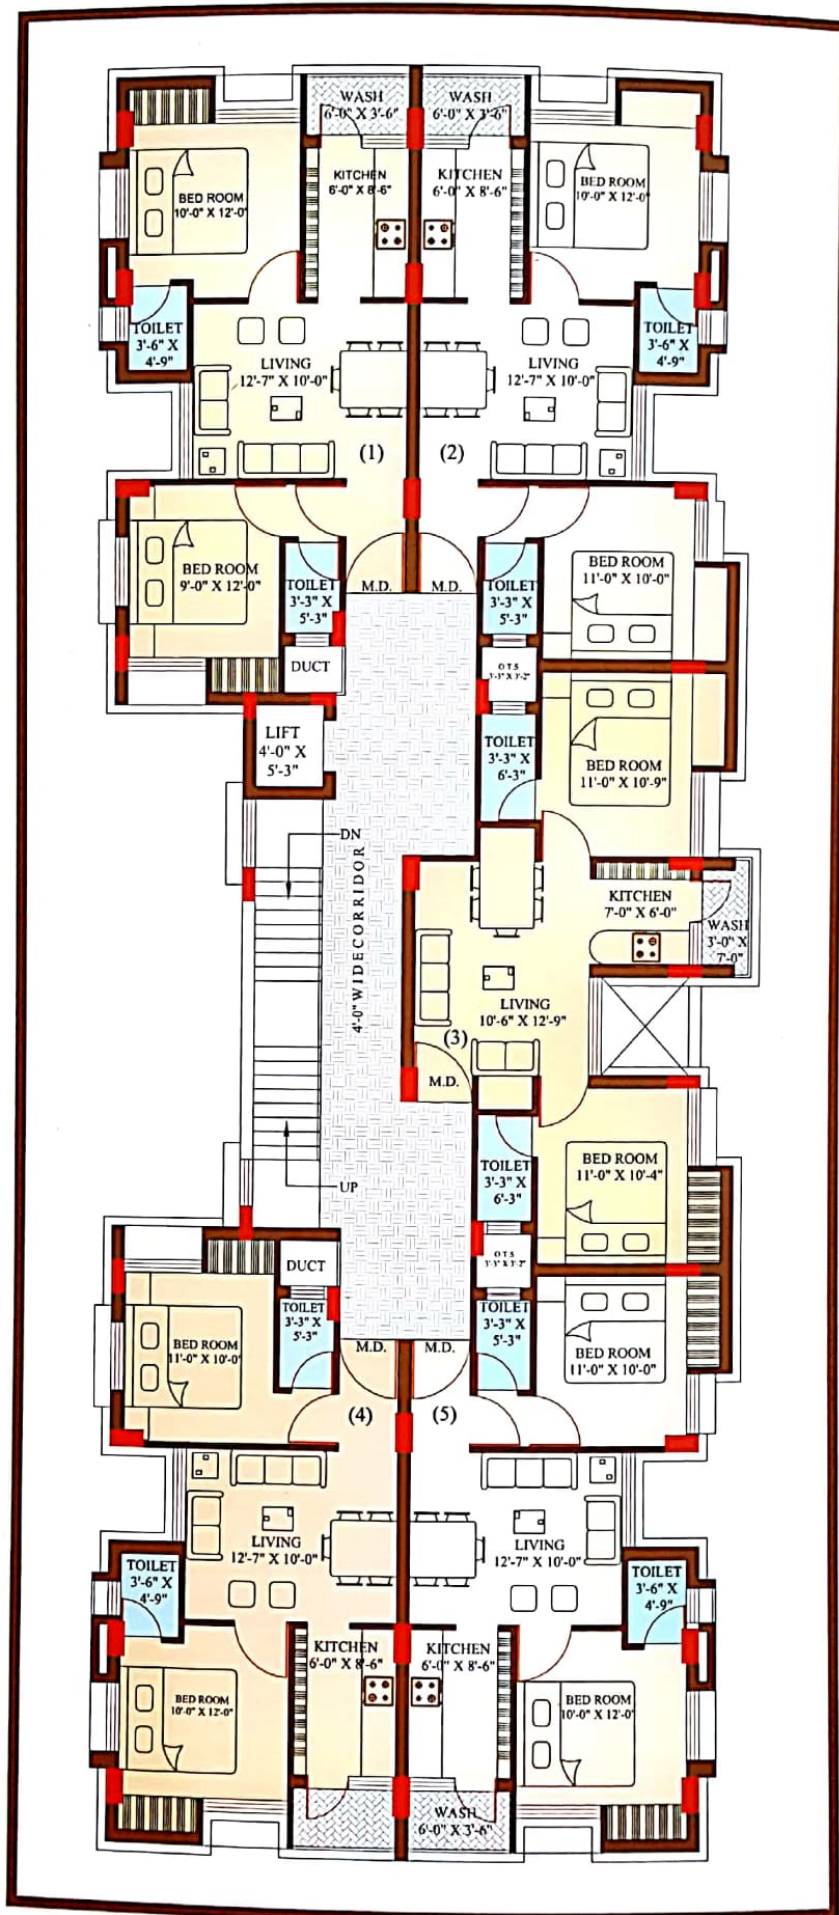 WASH
6'-0" X 3'-6"
WASH
6'-0" X 3'-6"
KITCHEN
6'-0" X 8'-6"
KITCHEN
6'-0" X 8'-6"
BED ROOM
10'-0" X 12'-0"
BED ROOM
10'-0" X 12'-0"
TOILET
3'-6" X
4'-9"
LIVING
12'-7" X 10'-0"
LIVING
12'-7" X 10'-0"
TOILET
3'-6" X
4'-9"
(1)
(2)
BED ROOM
9'-0" X 12'-0"
TOILET
3'-3" X
5'-3"
M.D.
M.D.
TOILET
3'-3" X
5'-3"
BED ROOM
11'-0" X 10'-0"
DUCT
O.T.S
LIFT
4'-0" X
5'-3"
TOILET
3'-3" X
6'-3"
BED ROOM
11'-0" X 10'-9"
DN
4'-0" WIDECORRIDOR
KITCHEN
7'-0" X 6'-0"
WASH
3'-0" X
7'-0"
LIVING
10'-6" X 12'-9"
(3)
M.D.
UP
TOILET
3'-3" X
6'-3"
BED ROOM
11'-0" X 10'-4"
DUCT
O.T.S
TOILET
3'-3" X
5'-3"
TOILET
3'-3" X
5'-3"
BED ROOM
11'-0" X 10'-0"
M.D.
M.D.
BED ROOM
11'-0" X 10'-0"
(4)
(5)
LIVING
12'-7" X 10'-0"
LIVING
12'-7" X 10'-0"
TOILET
3'-6" X
4'-9"
TOILET
3'-6" X
4'-9"
KITCHEN
6'-0" X 8'-6"
KITCHEN
6'-0" X 8'-6"
BED ROOM
10'-0" X 12'-0"
BED ROOM
10'-0" X 12'-0"
WASH
6'-0" X 3'-6"